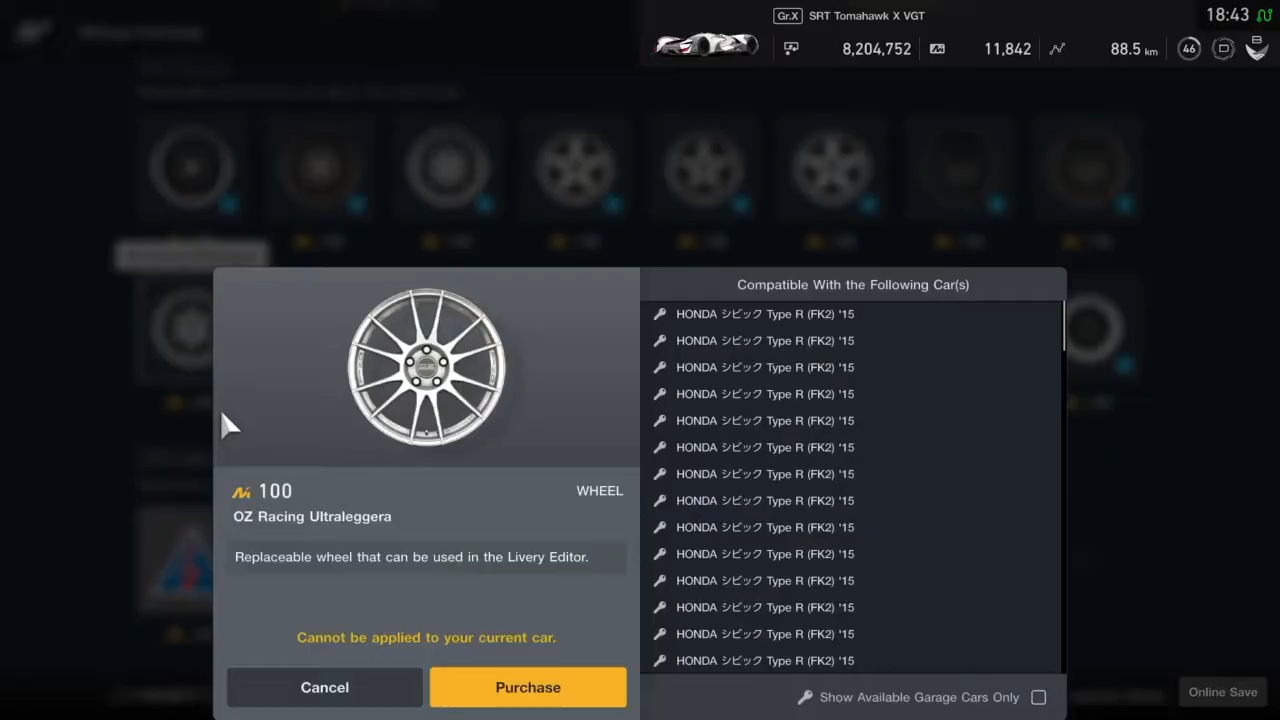 Gr.X SRT Tomahawk X VGT
18:43
8,204,752
11,842
88.5 km
46
Compatible With the Following Car(s)
HONDA シビック Type R (FK2) '15
HONDA シビック Type R (FK2) '15
HONDA シビック Type R (FK2) '15
HONDA シビック Type R (FK2) '15
HONDA シビック Type R (FK2) '15
HONDA シビック Type R (FK2) '15
HONDA シビック Type R (FK2) '15
HONDA シビック Type R (FK2) '15
HONDA シビック Type R (FK2) '15
HONDA シビック Type R (FK2) '15
HONDA シビック Type R (FK2) '15
HONDA シビック Type R (FK2) '15
HONDA シビック Type R (FK2) '15
HONDA シビック Type R (FK2) '15
100
WHEEL
OZ Racing Ultraleggera
Replaceable wheel that can be used in the Livery Editor.
Cannot be applied to your current car.
Cancel
Purchase
Show Available Garage Cars Only
Online Save